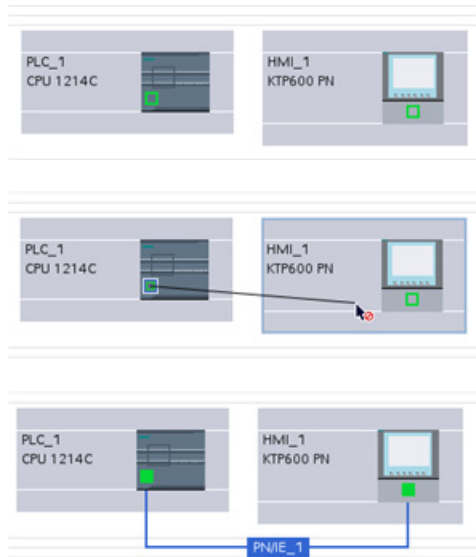 PLC_1
CPU 1214C
HMI_1
KTP600 PN
PLC_1
CPU 1214C
HMI_1
KTP600 PN
PLC_1
CPU 1214C
HMI_1
KTP600 PN
PN/IE_1